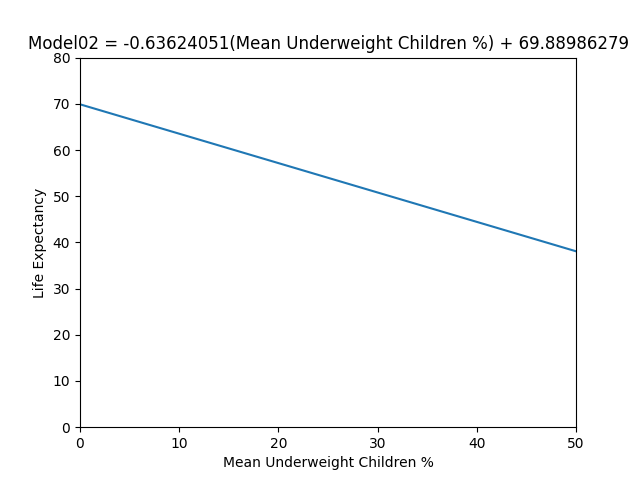 Model02 = -0.63624051(Mean Underweight Children %) + 69.88986279
80
70
60
50
40
30
20
10
0
Life Expectancy
0 10 20 30 40 50
Mean Underweight Children %